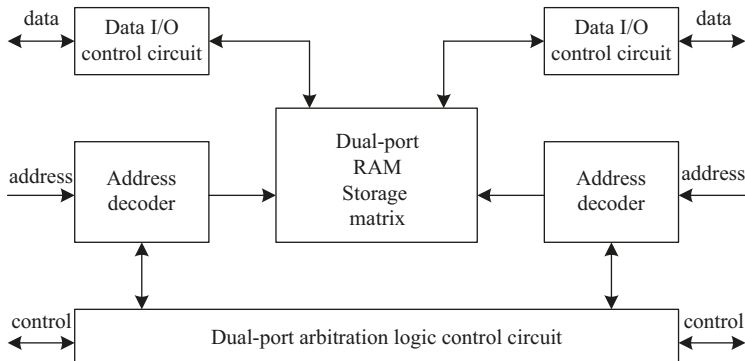 data
Data I/O
control circuit
Data I/O
control circuit
data
address
Address
decoder
Dual-port
RAM
Storage
matrix
Address
decoder
address
control
Dual-port arbitration logic control circuit
control